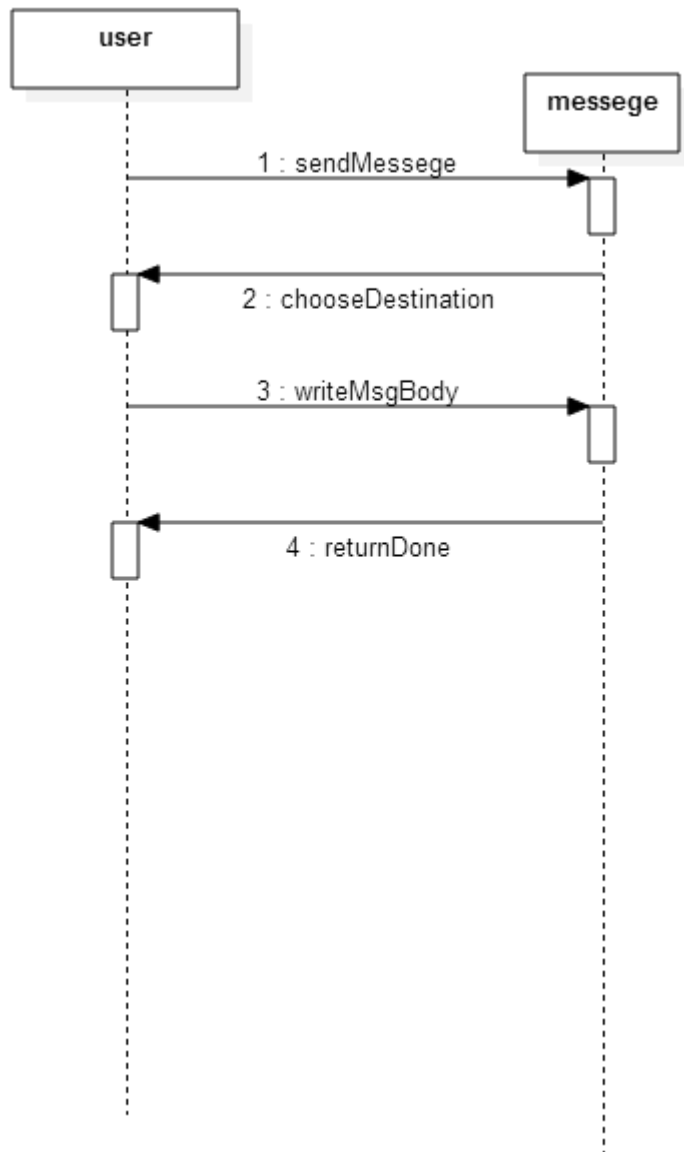 user
messege
1 : sendMessege
2 : chooseDestination
3 : writeMsgBody
4 : returnDone